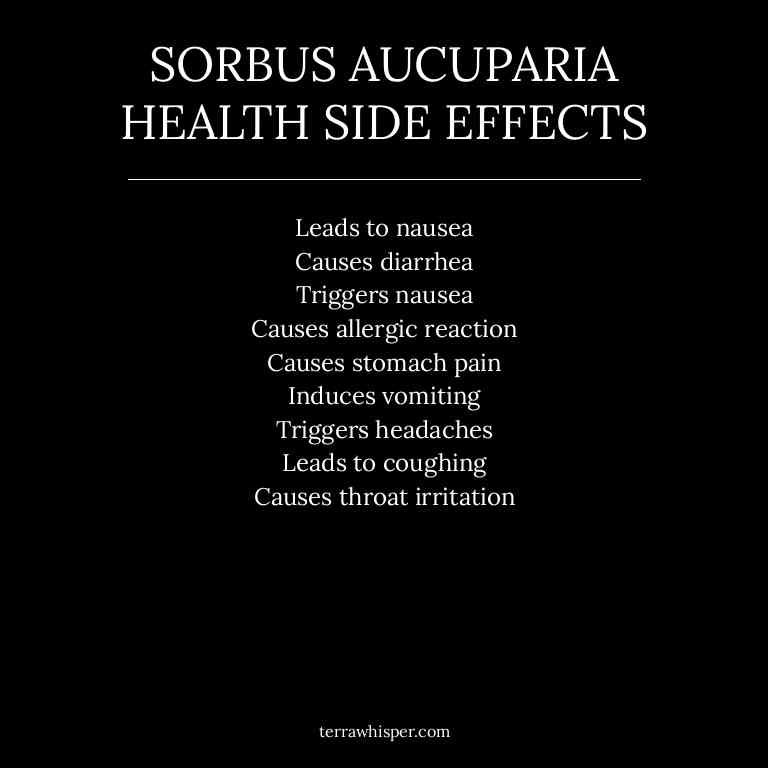 SORBUS AUCUPARIA
HEALTH SIDE EFFECTS
Leads to nausea
Causes diarrhea
Triggers nausea
Causes allergic reaction
Causes stomach pain
Induces vomiting
Triggers headaches
Leads to coughing
Causes throat irritation
terrawhisper.com